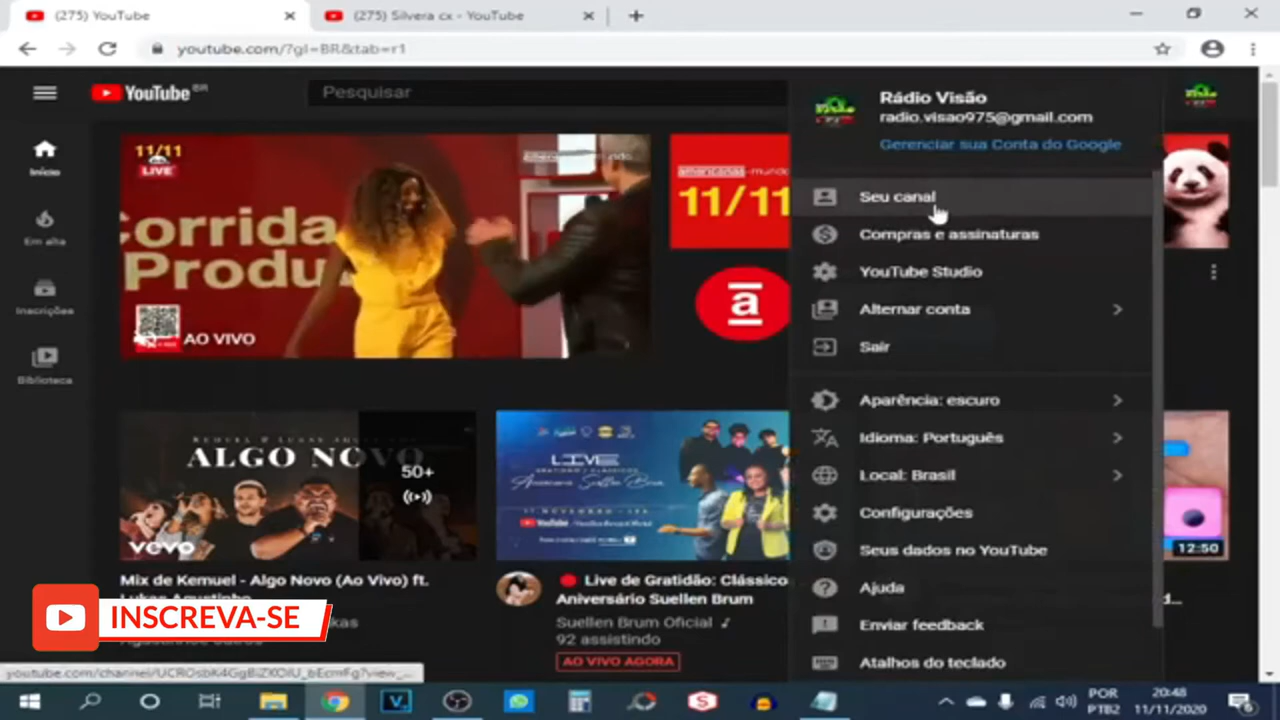 (275) YouTube
(275) Silvera cx - YouTube
youtube.com/?gl=BR&tab=r1
YouTube BR
Pesquisar
Rádio Visão
radio.visao975@gmail.com
Gerenciar sua Conta do Google
Início
Em alta
Inscrições
Biblioteca
11/11
LIVE
Corrida
Produ
AO VIVO
americanas
11/11
a
Seu canal
Compras e assinaturas
YouTube Studio
Alternar conta
Sair
Aparência: escuro
Idioma: Português
Local: Brasil
Configurações
Seus dados no YouTube
Ajuda
Enviar feedback
Atalhos do teclado
ALGO NOVO
50+
vevo
LIVE
12:50
Mix de Kemuel - Algo Novo (Ao Vivo) ft.
Live de Gratidão: Clássico
Aniversário Suellen Brum
Suellen Brum Oficial
92 assistindo
AO VIVO AGORA
INSCREVA-SE
POR
PTB2
20:48
11/11/2020